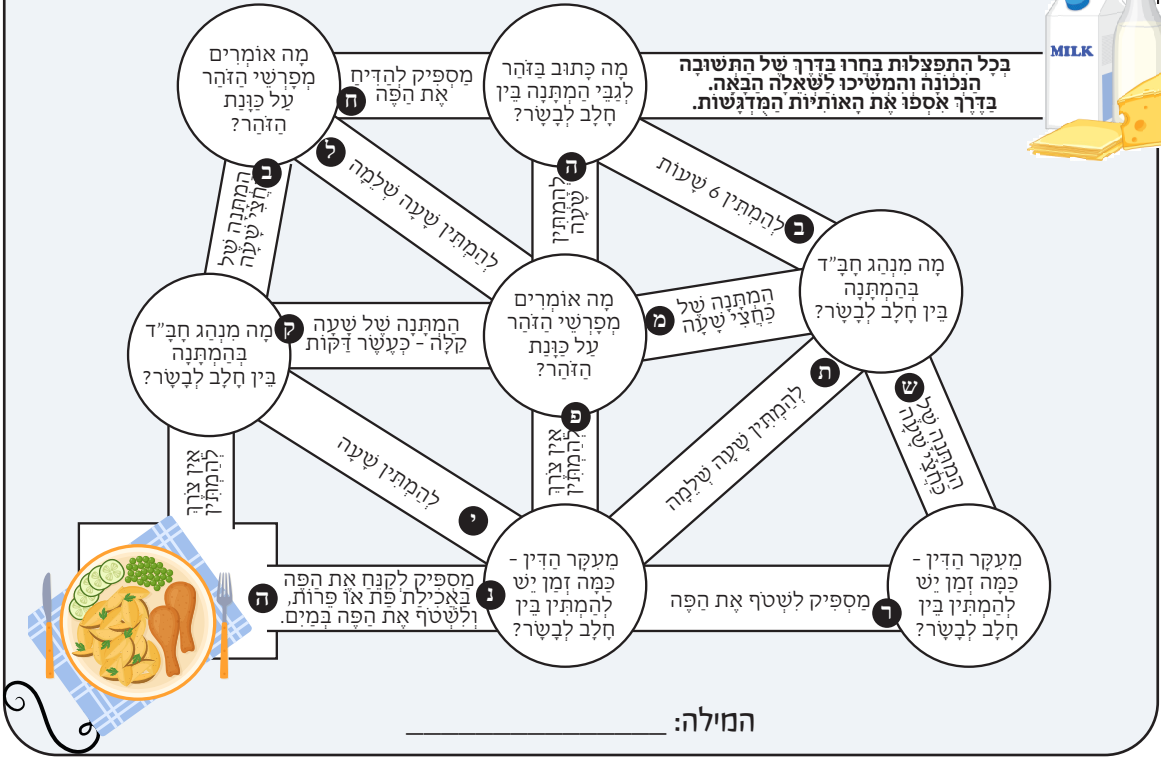 MILK
בְּכָל הִתְפַּצְּלוּת בַּחֲרוּ בַּדֶּרֶךְ שֶׁל הַתְּשׁוּבָה
הַנְּכוֹנָה וְהַמְשִׁיכוּ לַשְּׁאֵלָה הַבָּאָה.
בַּדֶּרֶךְ אִסְפוּ אֶת הָאוֹתִיּוֹת הַמֻּדְגָּשׁוֹת.
מָה כָּתוּב בַּזֹּהַר
לְגַבֵּי הַמְתָּנָה בֵּין
חָלָב לְבָשָׂר?
מַסְפִּיק לְהַדִּיחַ
אֶת הַפֶּה
ח
מָה אוֹמְרִים
מְפָרְשֵׁי הַזֹּהַר
עַל כַּוָּנַת
הַזֹּהַר?
לְהַמְתִּין 6 שָׁעוֹת
ב
ה
לְהַמְתִּין
שָׁעָה
ל
לְהַמְתִּין שָׁעָה שְׁלֵמָה
ב
הַמְתָּנָה שֶׁל
כַּחֲצִי שָׁעָה
מָה מִנְהַג חַבָּ"ד
בְּהַמְתָּנָה
בֵּין חָלָב לְבָשָׂר?
הַמְתָּנָה שֶׁל
כַּחֲצִי שָׁעָה
מ
מָה אוֹמְרִים
מְפָרְשֵׁי הַזֹּהַר
עַל כַּוָּנַת
הַזֹּהַר?
הַמְתָּנָה שֶׁל שָׁעָה
קַלָּה - כְּעֶשֶׂר דַּקּוֹת
ק
מָה מִנְהַג חַבָּ"ד
בְּהַמְתָּנָה
בֵּין חָלָב לְבָשָׂר?
ש
הַמְתָּנָה שֶׁל
כַּחֲצִי שָׁעָה
ת
לְהַמְתִּין שָׁעָה שְׁלֵמָה
פ
אֵין צֹרֶךְ
לְהַמְתִּין
לְהַמְתִּין שָׁעָה
י
אֵין צֹרֶךְ
לְהַמְתִּין
מֵעִקַּר הַדִּין -
כַּמָּה זְמַן יֵשׁ
לְהַמְתִּין בֵּין
חָלָב לְבָשָׂר?
ר
מַסְפִּיק לִשְׁטֹף אֶת הַפֶּה
מֵעִקַּר הַדִּין -
כַּמָּה זְמַן יֵשׁ
לְהַמְתִּין בֵּין
חָלָב לְבָשָׂר?
נ
מַסְפִּיק לְקַנֵּחַ אֶת הַפֶּה
בַּאֲכִילַת פַּת אוֹ פֵּרוֹת,
וְלִשְׁטֹף אֶת הַפֶּה בְּמַיִם.
ה
המילה: ___________________